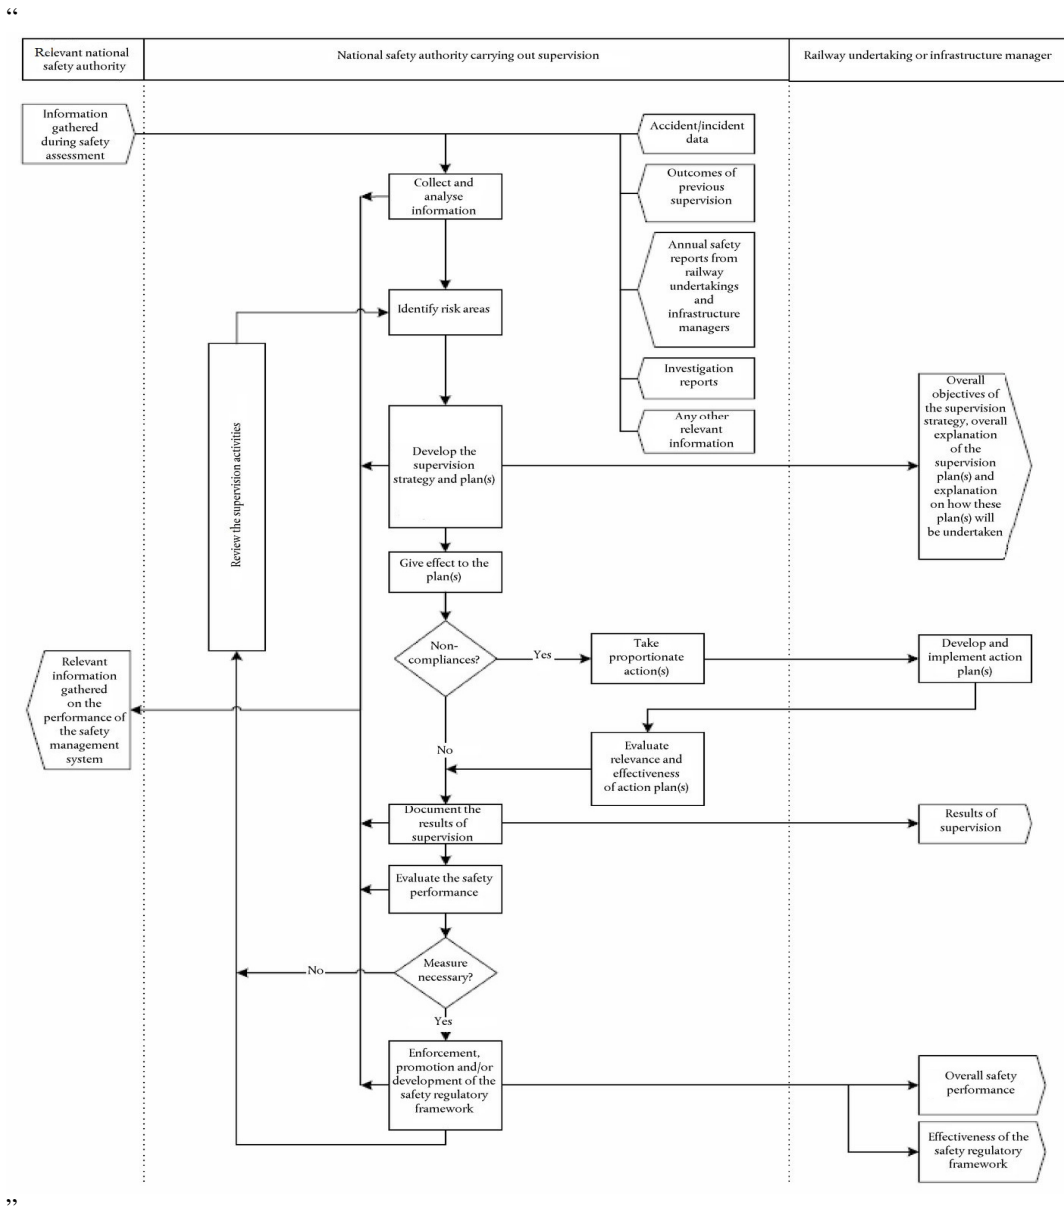 “
Relevant national
safety authority
National safety authority carrying out supervision
Railway undertaking or infrastructure manager
Information
gathered
during safety
assessment
Accident/incident
data
Collect and
analyse
information
Outcomes of
previous
supervision
Annual safety
reports from
railway
undertakings
and
infrastructure
managers
Identify risk areas
Investigation
reports
Any other
relevant
information
Develop the
supervision
strategy and plan(s)
Overall
objectives of
the supervision
strategy, overall
explanation
of the
supervision
plan(s) and
explanation
on how these
plan(s) will
be undertaken
Review the supervision activities
Give effect to the
plan(s)
Non-
compliances?
Yes
Take
proportionate
action(s)
Develop and
implement action
plan(s)
Relevant
information
gathered
on the
performance of
the safety
management
system
No
Evaluate
relevance and
effectiveness
of action plan(s)
Document the
results of
supervision
Results of
supervision
Evaluate the safety
performance
Measure
necessary?
No
Yes
Enforcement,
promotion and/or
development of the
safety regulatory
framework
Overall safety
performance
Effectiveness of the
safety regulatory
framework
”